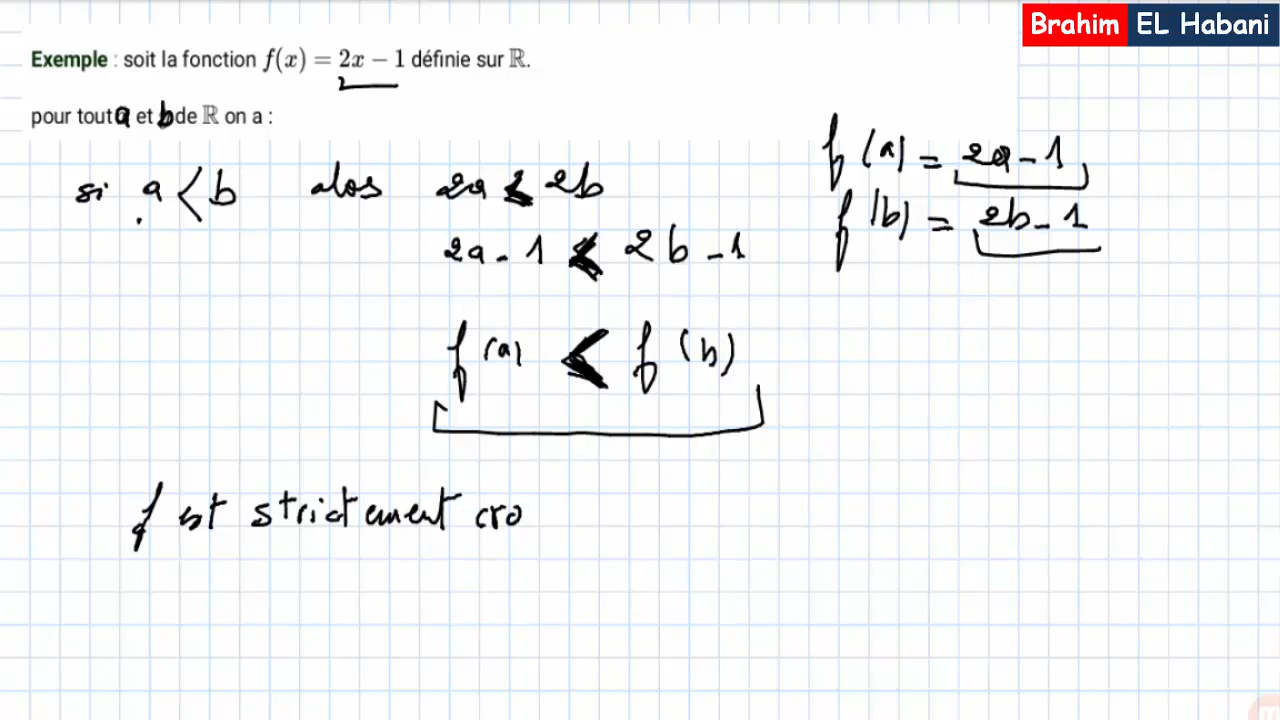 Brahim EL Habani
Exemple : soit la fonction f(x) = 2x − 1 définie sur ℝ.
pour tout a et b de ℝ on a :
f(a) = 2a - 1
si a < b alos 2a < 2b
f(b) = 2b - 1
2a - 1 < 2b - 1
f(a) < f(b)
f est strictement cro